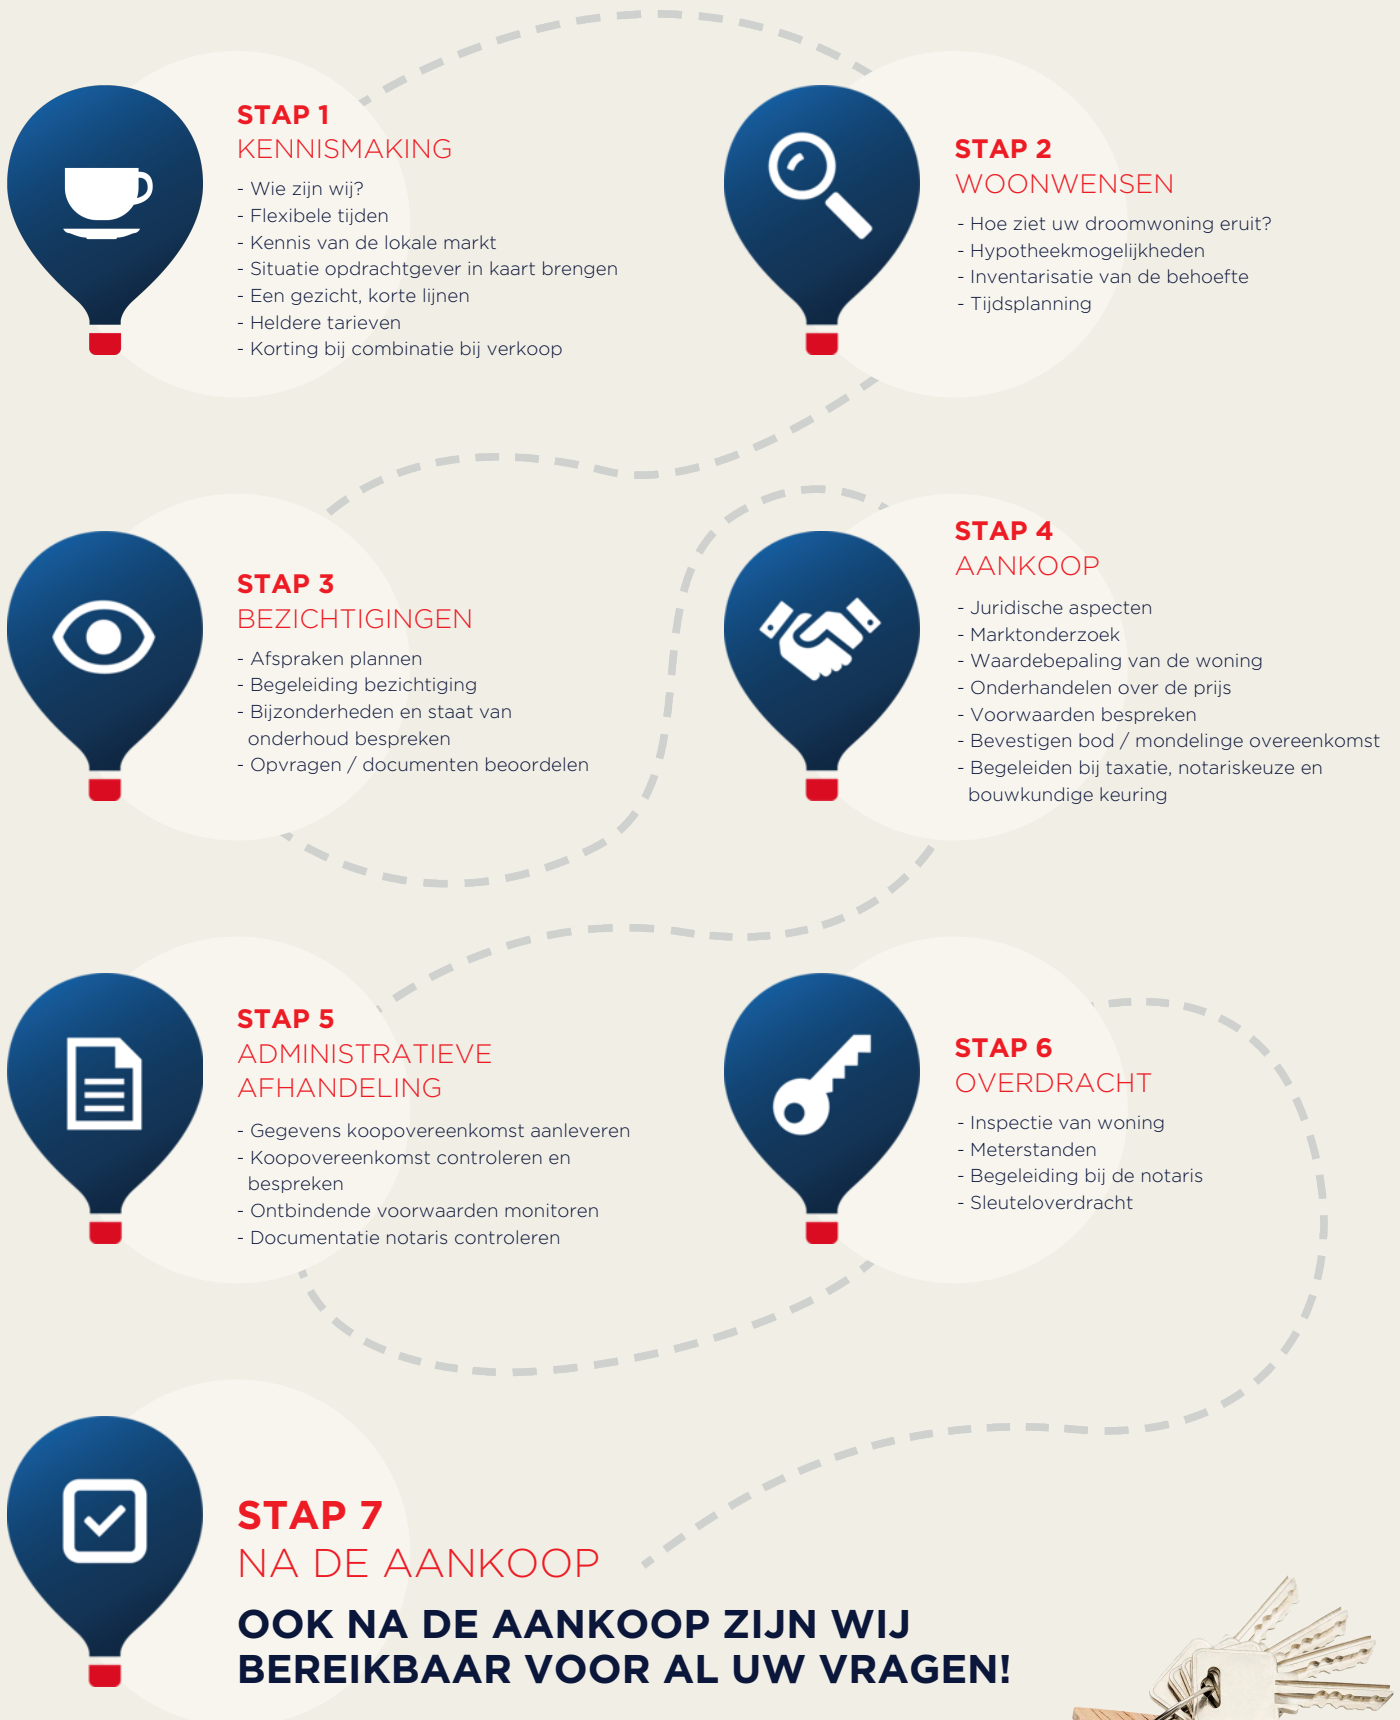 STAP 1
KENNISMAKING
- Wie zijn wij?
- Flexibele tijden
- Kennis van de lokale markt
- Situatie opdrachtgever in kaart brengen
- Een gezicht, korte lijnen
- Heldere tarieven
- Korting bij combinatie bij verkoop
STAP 2
WOONWENSEN
- Hoe ziet uw droomwoning eruit?
- Hypotheekmogelijkheden
- Inventarisatie van de behoefte
- Tijdsplanning
STAP 3
BEZICHTIGINGEN
- Afspraken plannen
- Begeleiding bezichtiging
- Bijzonderheden en staat van
onderhoud bespreken
- Opvragen / documenten beoordelen
STAP 4
AANKOOP
- Juridische aspecten
- Marktonderzoek
- Waardebepaling van de woning
- Onderhandelen over de prijs
- Voorwaarden bespreken
- Bevestigen bod / mondelinge overeenkomst
- Begeleiden bij taxatie, notariskeuze en
bouwkundige keuring
STAP 5
ADMINISTRATIEVE
AFHANDELING
- Gegevens koopovereenkomst aanleveren
- Koopovereenkomst controleren en
bespreken
- Ontbindende voorwaarden monitoren
- Documentatie notaris controleren
STAP 6
OVERDRACHT
- Inspectie van woning
- Meterstanden
- Begeleiding bij de notaris
- Sleuteloverdracht
STAP 7
NA DE AANKOOP
OOK NA DE AANKOOP ZIJN WIJ
BEREIKBAAR VOOR AL UW VRAGEN!